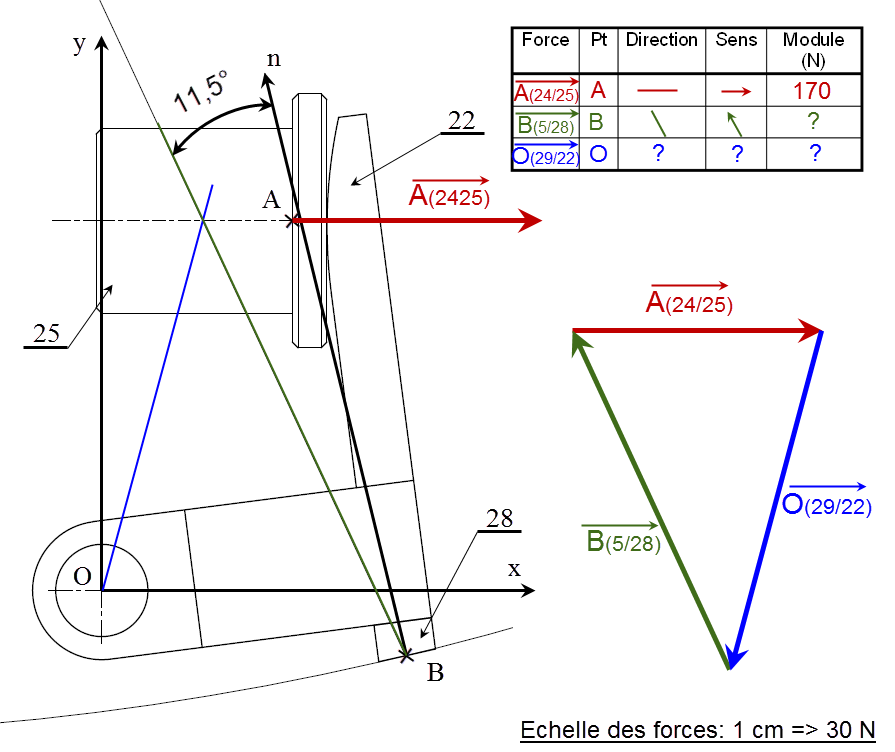 y
n
11,5°
A
22
A(2425)
25
O
x
28
B
Force Pt Direction Sens Module (N)
A(24/25) A 170
B(5/28) B ?
O(29/22) O ? ? ?
A(24/25)
O(29/22)
B(5/28)
Echelle des forces: 1 cm => 30 N